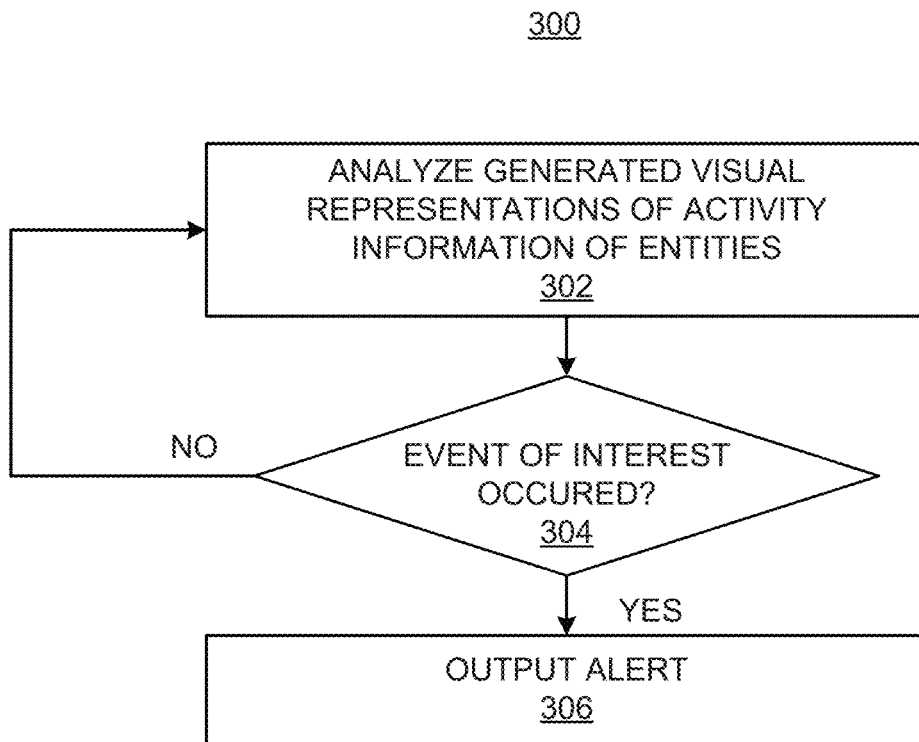 300
ANALYZE GENERATED VISUAL
REPRESENTATIONS OF ACTIVITY
INFORMATION OF ENTITIES
302
NO
EVENT OF INTEREST
OCCURED?
304
YES
OUTPUT ALERT
306